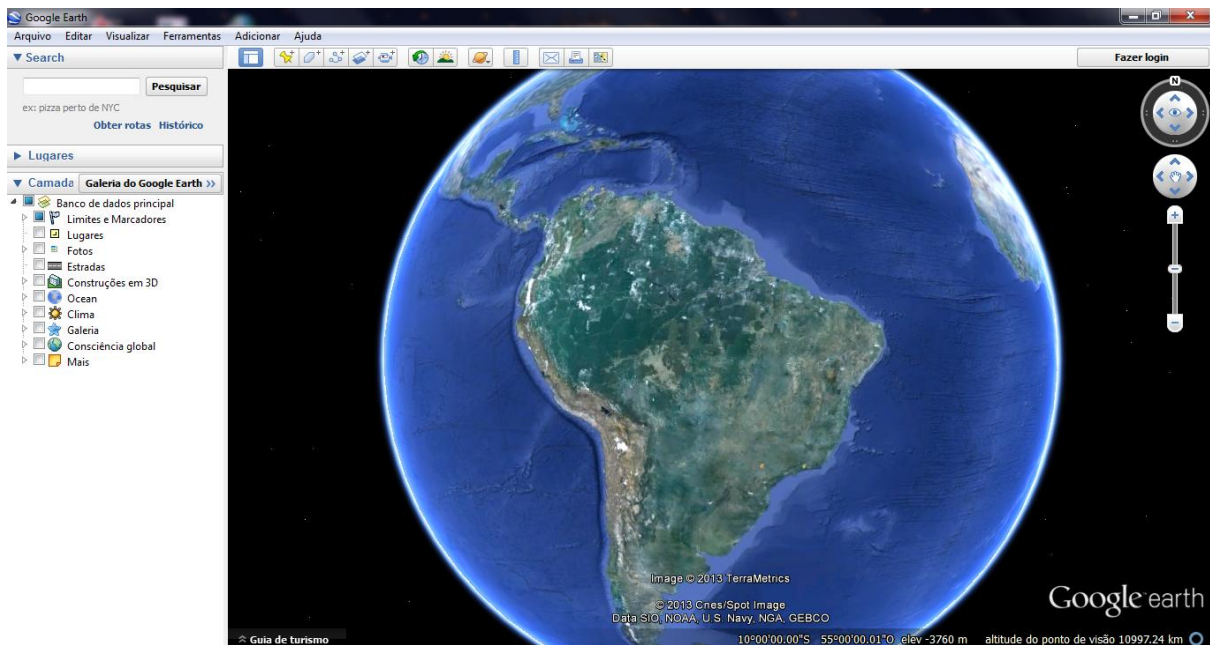 Google Earth
Arquivo Editar Visualizar Ferramentas Adicionar Ajuda
▼ Search
Fazer login
Pesquisar
ex: pizza perto de NYC
Obter rotas Histórico
▶ Lugares
▼ Camada Galeria do Google Earth >>
Banco de dados principal
Limites e Marcadores
Lugares
Fotos
Estradas
Construções em 3D
Ocean
Clima
Galeria
Consciência global
Mais
N
Image © 2013 TerraMetrics
© 2013 Cnes/Spot Image
Data SIO, NOAA, U.S. Navy, NGA, GEBCO
Google earth
Guia de turismo
10°00'00.00"S 55°00'00.01"O elev -3760 m altitude do ponto de visão 10997.24 km